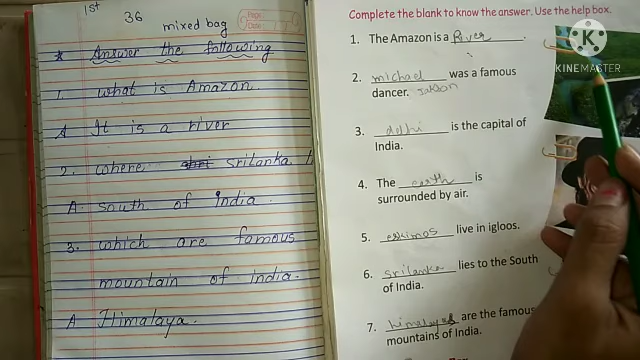 1st
36 mixed bag
* Answer the following
1. what is Amazon.
A It is a river
2. where srilanka
A. south of India.
3. which are famous
mountain of india.
A Himalaya.
Complete the blank to know the answer. Use the help box.
1. The Amazon is a River.
2. michael was a famous
dancer.
3. delhi is the capital of
India.
4. The earth is
surrounded by air.
5. eskimos live in igloos.
6. srilanka lies to the South
of India.
7. himalayas are the famous
mountains of India.
KINEMASTER